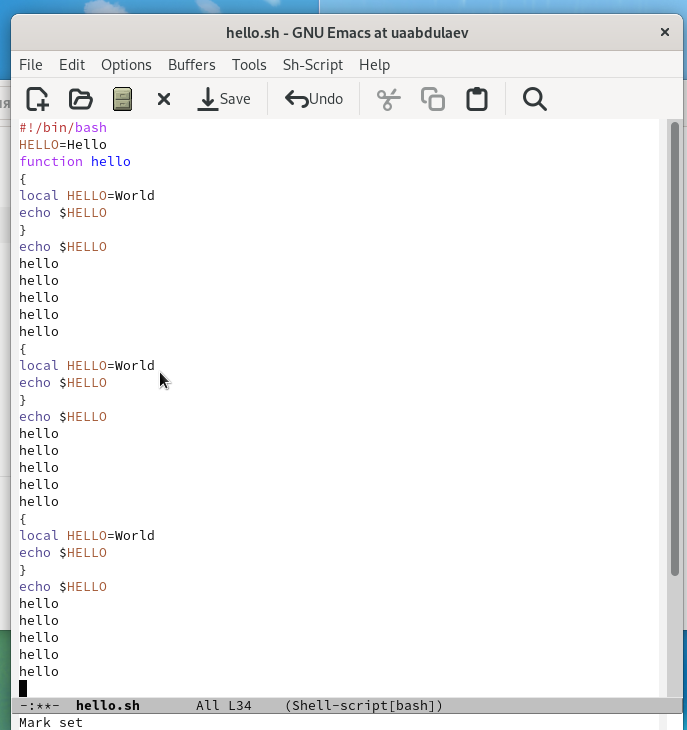 hello.sh - GNU Emacs at uaabdulaev
File Edit Options Buffers Tools Sh-Script Help
Save Undo
#!/bin/bash
HELLO=Hello
function hello
{
local HELLO=World
echo $HELLO
}
echo $HELLO
hello
hello
hello
hello
hello
{
local HELLO=World
echo $HELLO
}
echo $HELLO
hello
hello
hello
hello
hello
{
local HELLO=World
echo $HELLO
}
echo $HELLO
hello
hello
hello
hello
hello
-:**- hello.sh All L34 (Shell-script[bash])
Mark set